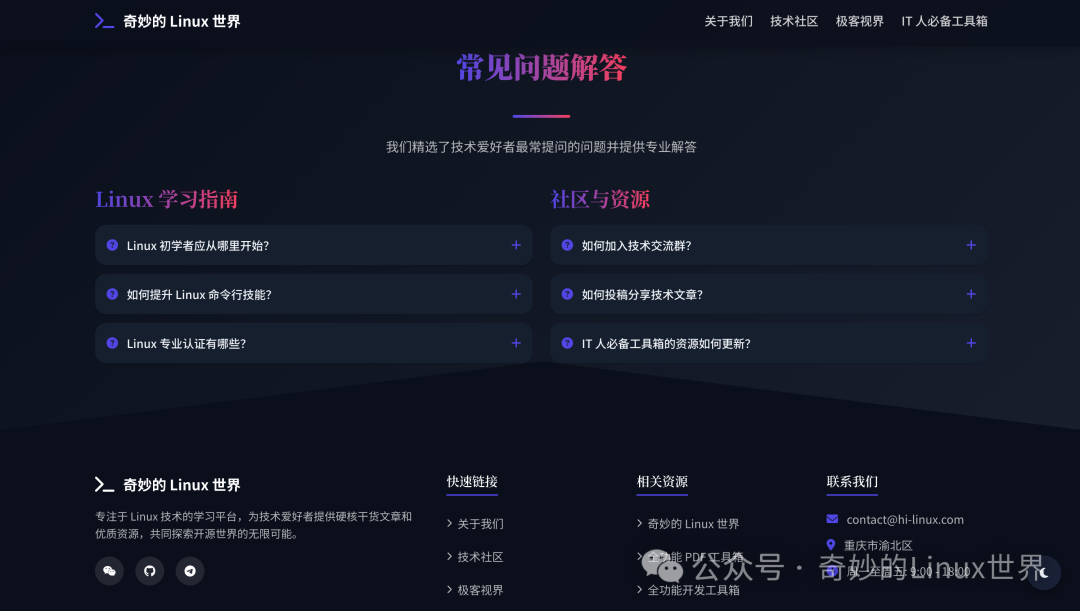 奇妙的 Linux 世界
关于我们 技术社区 极客视界 IT 人必备工具箱
常见问题解答
我们精选了技术爱好者最常提问的问题并提供专业解答
Linux 学习指南
Linux 初学者应从哪里开始?
如何提升 Linux 命令行技能?
Linux 专业认证有哪些?
社区与资源
如何加入技术交流群?
如何投稿分享技术文章?
IT 人必备工具箱的资源如何更新?
奇妙的 Linux 世界
专注于 Linux 技术的学习平台，为技术爱好者提供硬核干货文章和
优质资源，共同探索开源世界的无限可能。
快速链接
关于我们
技术社区
极客视界
相关资源
奇妙的 Linux 世界
全功能 PDF 工具箱
全功能开发工具箱
联系我们
contact@hi-linux.com
重庆市渝北区
周一至周五: 9:00 - 18:00
公众号 · 奇妙的Linux世界